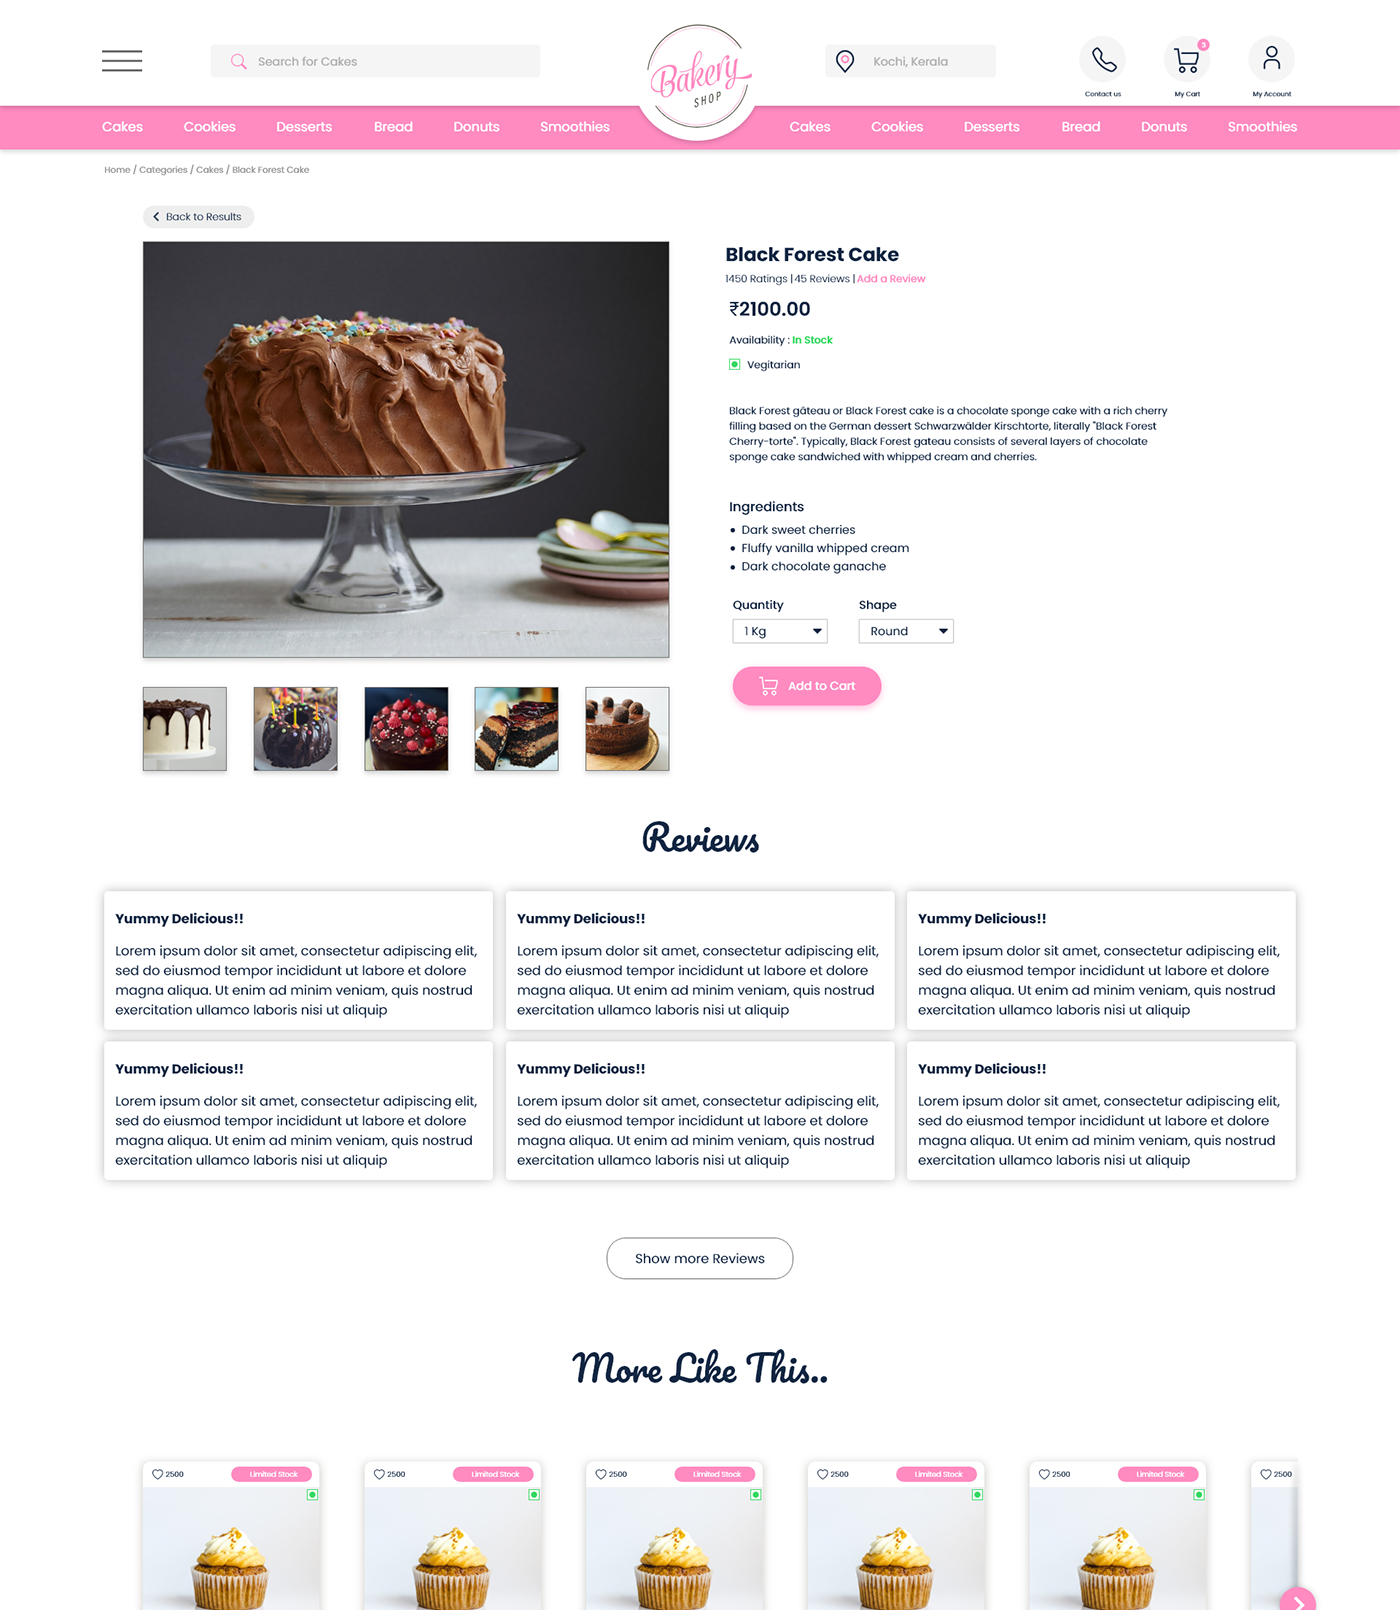 Search for Cakes
Bakery
SHOP
Kochi, Kerala
3
Contact us
My Cart
My Account
Cakes Cookies Desserts Bread Donuts Smoothies Cakes Cookies Desserts Bread Donuts Smoothies
Home / Categories / Cakes / Black Forest Cake
Back to Results
Black Forest Cake
1450 Ratings | 45 Reviews | Add a Review
₹2100.00
Availability : In Stock
Vegitarian
Black Forest gâteau or Black Forest cake is a chocolate sponge cake with a rich cherry
filling based on the German dessert Schwarzwälder Kirschtorte, literally "Black Forest
Cherry-torte". Typically, Black Forest gateau consists of several layers of chocolate
sponge cake sandwiched with whipped cream and cherries.
Ingredients
• Dark sweet cherries
• Fluffy vanilla whipped cream
• Dark chocolate ganache
Quantity Shape
1 Kg Round
Add to Cart
Reviews
Yummy Delicious!!
Lorem ipsum dolor sit amet, consectetur adipiscing elit,
sed do eiusmod tempor incididunt ut labore et dolore
magna aliqua. Ut enim ad minim veniam, quis nostrud
exercitation ullamco laboris nisi ut aliquip
Yummy Delicious!!
Lorem ipsum dolor sit amet, consectetur adipiscing elit,
sed do eiusmod tempor incididunt ut labore et dolore
magna aliqua. Ut enim ad minim veniam, quis nostrud
exercitation ullamco laboris nisi ut aliquip
Yummy Delicious!!
Lorem ipsum dolor sit amet, consectetur adipiscing elit,
sed do eiusmod tempor incididunt ut labore et dolore
magna aliqua. Ut enim ad minim veniam, quis nostrud
exercitation ullamco laboris nisi ut aliquip
Yummy Delicious!!
Lorem ipsum dolor sit amet, consectetur adipiscing elit,
sed do eiusmod tempor incididunt ut labore et dolore
magna aliqua. Ut enim ad minim veniam, quis nostrud
exercitation ullamco laboris nisi ut aliquip
Yummy Delicious!!
Lorem ipsum dolor sit amet, consectetur adipiscing elit,
sed do eiusmod tempor incididunt ut labore et dolore
magna aliqua. Ut enim ad minim veniam, quis nostrud
exercitation ullamco laboris nisi ut aliquip
Yummy Delicious!!
Lorem ipsum dolor sit amet, consectetur adipiscing elit,
sed do eiusmod tempor incididunt ut labore et dolore
magna aliqua. Ut enim ad minim veniam, quis nostrud
exercitation ullamco laboris nisi ut aliquip
Show more Reviews
More Like This..
2500 Limited Stock
2500 Limited Stock
2500 Limited Stock
2500 Limited Stock
2500 Limited Stock
2500